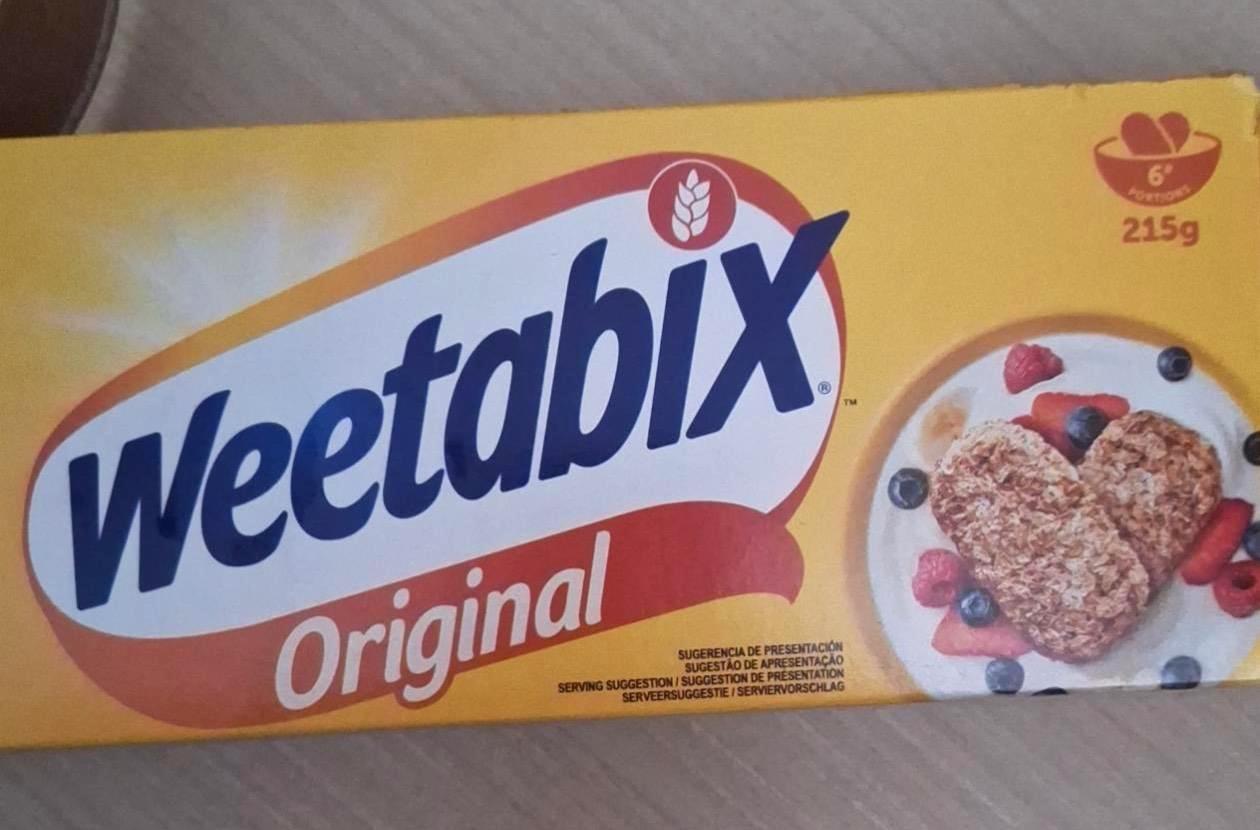 Weetabix
®
™
Original
6*
PORTIONS
215g
SUGERENCIA DE PRESENTACIÓN
SUGESTÃO DE APRESENTAÇÃO
SERVING SUGGESTION / SUGGESTION DE PRÉSENTATION
SERVEERSUGGESTIE / SERVIERVORSCHLAG